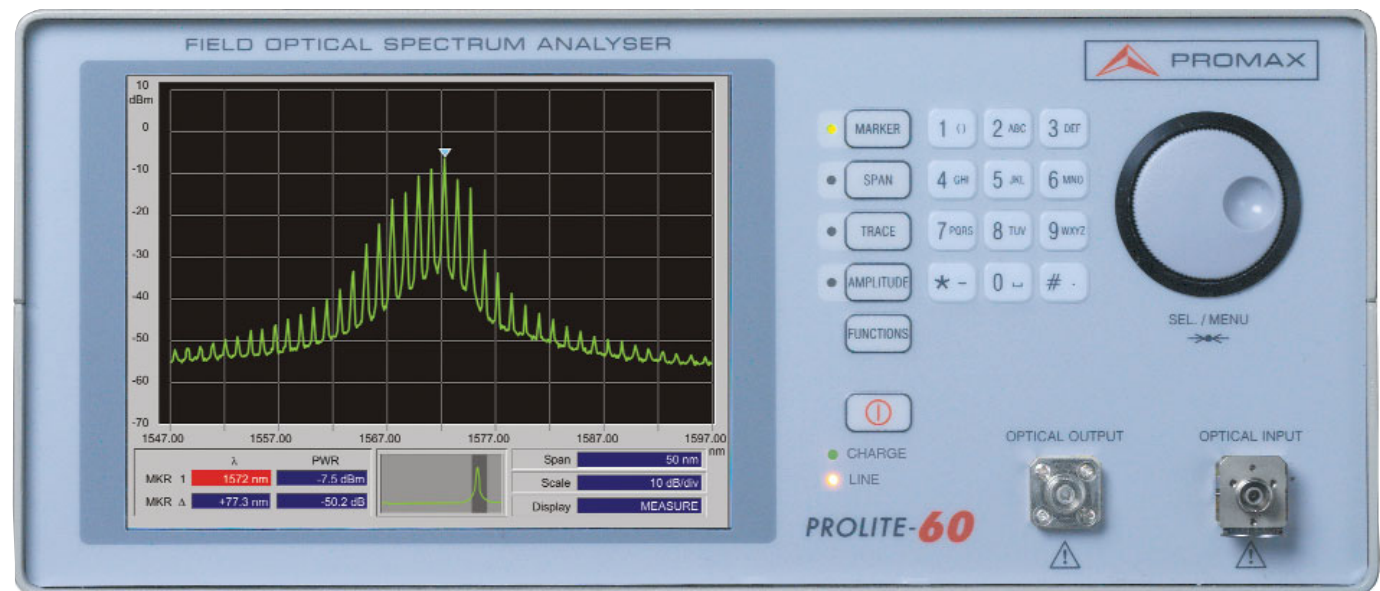 FIELD OPTICAL SPECTRUM ANALYSER
PROMAX
10
dBm
0
-10
-20
-30
-40
-50
-60
-70
1547.00 1557.00 1567.00 1577.00 1587.00 1597.00
nm
λ PWR
MKR 1 1572 nm -7.5 dBm
MKR Δ +77.3 nm -50.2 dB
Span 50 nm
Scale 10 dB/div
Display MEASURE
MARKER
SPAN
TRACE
AMPLITUDE
FUNCTIONS
1 () 2 ABC 3 DEF
4 GHI 5 JKL 6 MNO
7 PQRS 8 TUV 9 WXYZ
* - 0 ⎵ # .
SEL. / MENU
CHARGE
LINE
PROLITE-60
OPTICAL OUTPUT
OPTICAL INPUT